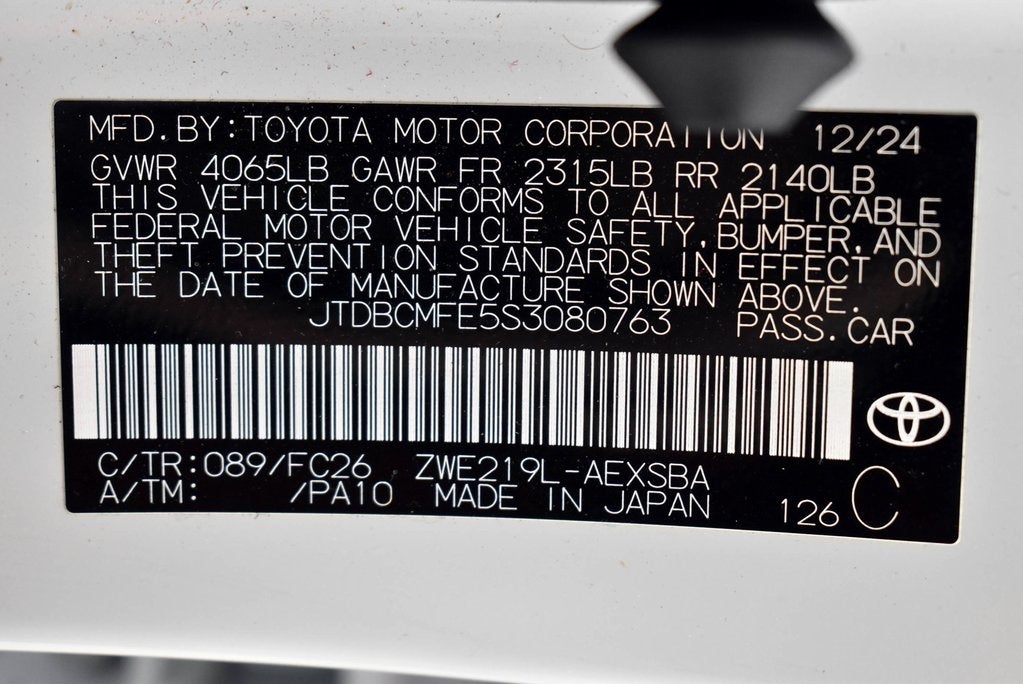 MFD.BY:TOYOTA MOTOR CORPORATION 12/24
GVWR 4065LB GAWR FR 2315LB RR 2140LB
THIS VEHICLE CONFORMS TO ALL APPLICABLE
FEDERAL MOTOR VEHICLE SAFETY,BUMPER,AND
THEFT PREVENTION STANDARDS IN EFFECT ON
THE DATE OF MANUFACTURE SHOWN ABOVE.
JTDBCMFE5S3080763 PASS.CAR
C/TR:089/FC26 ZWE219L-AEXSBA
A/TM: /PA10 MADE IN JAPAN
126 C